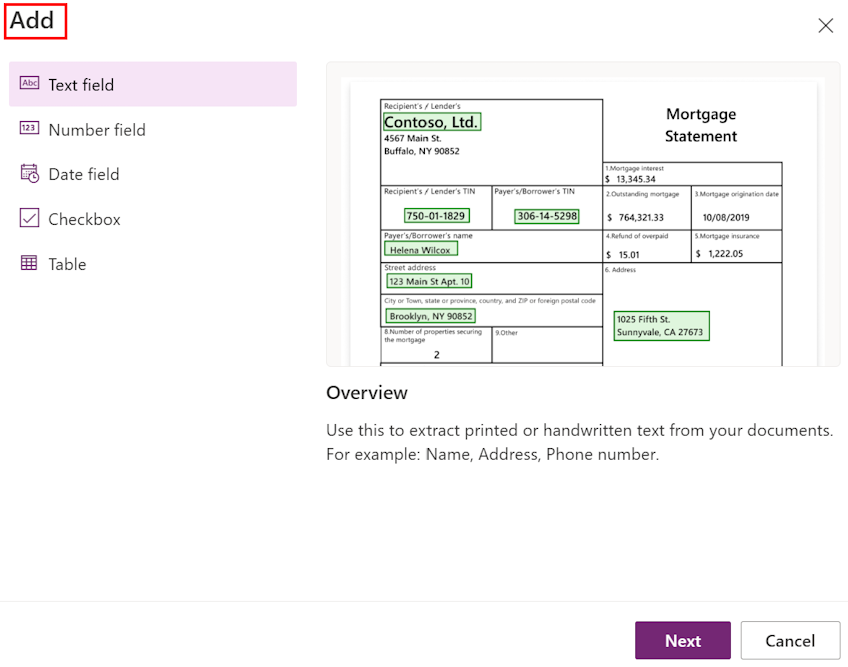 Add
Abc Text field
123 Number field
Date field
Checkbox
Table
Recipient's / Lender's
Contoso, Ltd.
4567 Main St.
Buffalo, NY 90852
Mortgage
Statement
1.Mortgage interest
$ 13,345.34
Recipient's / Lender's TIN
750-01-1829
Payer's/Borrower's TIN
306-14-5298
2.Outstanding mortgage
$ 764,321.33
3.Mortgage origination date
10/08/2019
Payer's/Borrower's name
Helena Wilcox
4.Refund of overpaid
$ 15.01
5.Mortgage insurance
$ 1,222.05
Street address
123 Main St Apt. 10
6. Address
1025 Fifth St.
Sunnyvale, CA 27673
City or Town, state or province, country, and ZIP or foreign postal code
Brooklyn, NY 90852
8.Number of properties securing
the mortgage
2
9.Other
Overview
Use this to extract printed or handwritten text from your documents.
For example: Name, Address, Phone number.
Next
Cancel